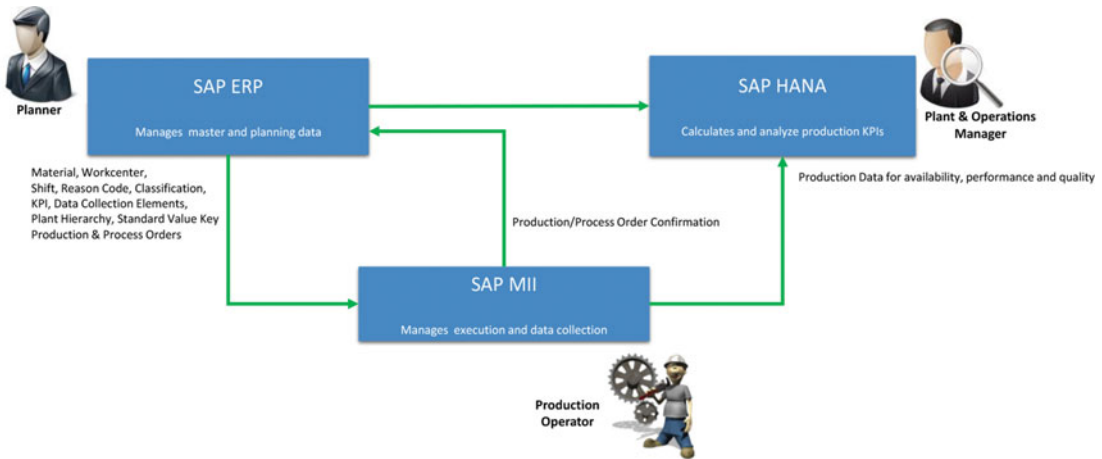 Planner
SAP ERP
Manages master and planning data
SAP HANA
Calculates and analyze production KPIs
Plant & Operations
Manager
Material, Workcenter,
Shift, Reason Code, Classification,
KPI, Data Collection Elements,
Plant Hierarchy, Standard Value Key
Production & Process Orders
Production/Process Order Confirmation
Production Data for availability, performance and quality
SAP MII
Manages execution and data collection
Production
Operator